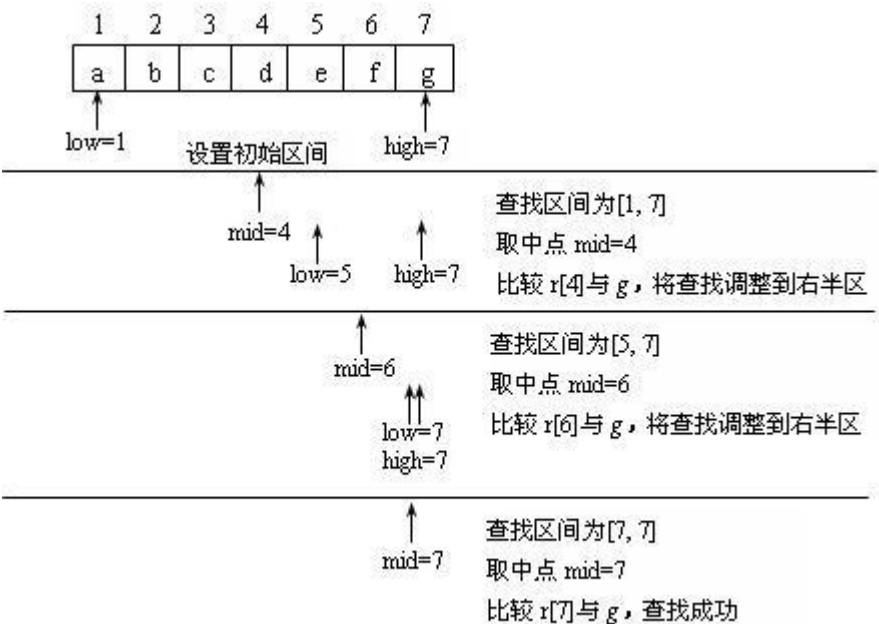 1 2 3 4 5 6 7
a b c d e f g
low=1 设置初始区间 high=7
mid=4
low=5 high=7
查找区间为[1, 7]
取中点 mid=4
比较 r[4]与 g，将查找调整到右半区
mid=6
low=7
high=7
查找区间为[5, 7]
取中点 mid=6
比较 r[6]与 g，将查找调整到右半区
mid=7
查找区间为[7, 7]
取中点 mid=7
比较 r[7]与 g，查找成功